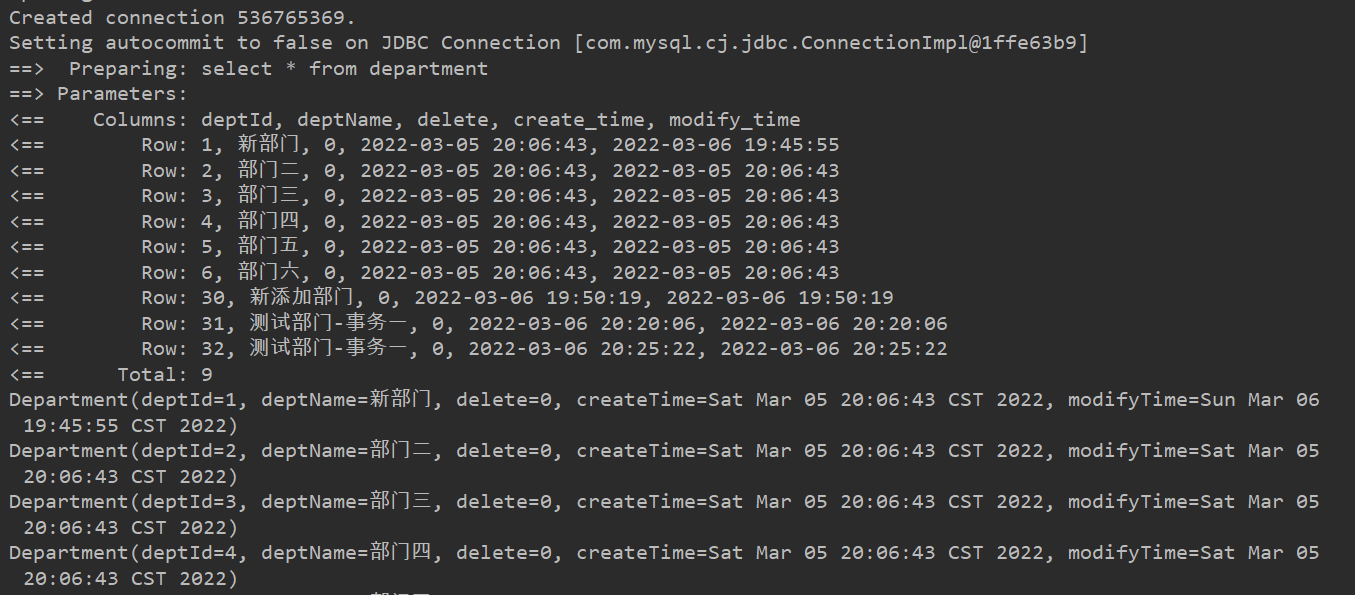 Created connection 536765369.
Setting autocommit to false on JDBC Connection [com.mysql.cj.jdbc.ConnectionImpl@1ffe63b9]
==>  Preparing: select * from department
==> Parameters:
<==    Columns: deptId, deptName, delete, create_time, modify_time
<==        Row: 1, 新部门, 0, 2022-03-05 20:06:43, 2022-03-06 19:45:55
<==        Row: 2, 部门二, 0, 2022-03-05 20:06:43, 2022-03-05 20:06:43
<==        Row: 3, 部门三, 0, 2022-03-05 20:06:43, 2022-03-05 20:06:43
<==        Row: 4, 部门四, 0, 2022-03-05 20:06:43, 2022-03-05 20:06:43
<==        Row: 5, 部门五, 0, 2022-03-05 20:06:43, 2022-03-05 20:06:43
<==        Row: 6, 部门六, 0, 2022-03-05 20:06:43, 2022-03-05 20:06:43
<==        Row: 30, 新添加部门, 0, 2022-03-06 19:50:19, 2022-03-06 19:50:19
<==        Row: 31, 测试部门-事务一, 0, 2022-03-06 20:20:06, 2022-03-06 20:20:06
<==        Row: 32, 测试部门-事务一, 0, 2022-03-06 20:25:22, 2022-03-06 20:25:22
<==      Total: 9
Department(deptId=1, deptName=新部门, delete=0, createTime=Sat Mar 05 20:06:43 CST 2022, modifyTime=Sun Mar 06
19:45:55 CST 2022)
Department(deptId=2, deptName=部门二, delete=0, createTime=Sat Mar 05 20:06:43 CST 2022, modifyTime=Sat Mar 05
20:06:43 CST 2022)
Department(deptId=3, deptName=部门三, delete=0, createTime=Sat Mar 05 20:06:43 CST 2022, modifyTime=Sat Mar 05
20:06:43 CST 2022)
Department(deptId=4, deptName=部门四, delete=0, createTime=Sat Mar 05 20:06:43 CST 2022, modifyTime=Sat Mar 05
20:06:43 CST 2022)